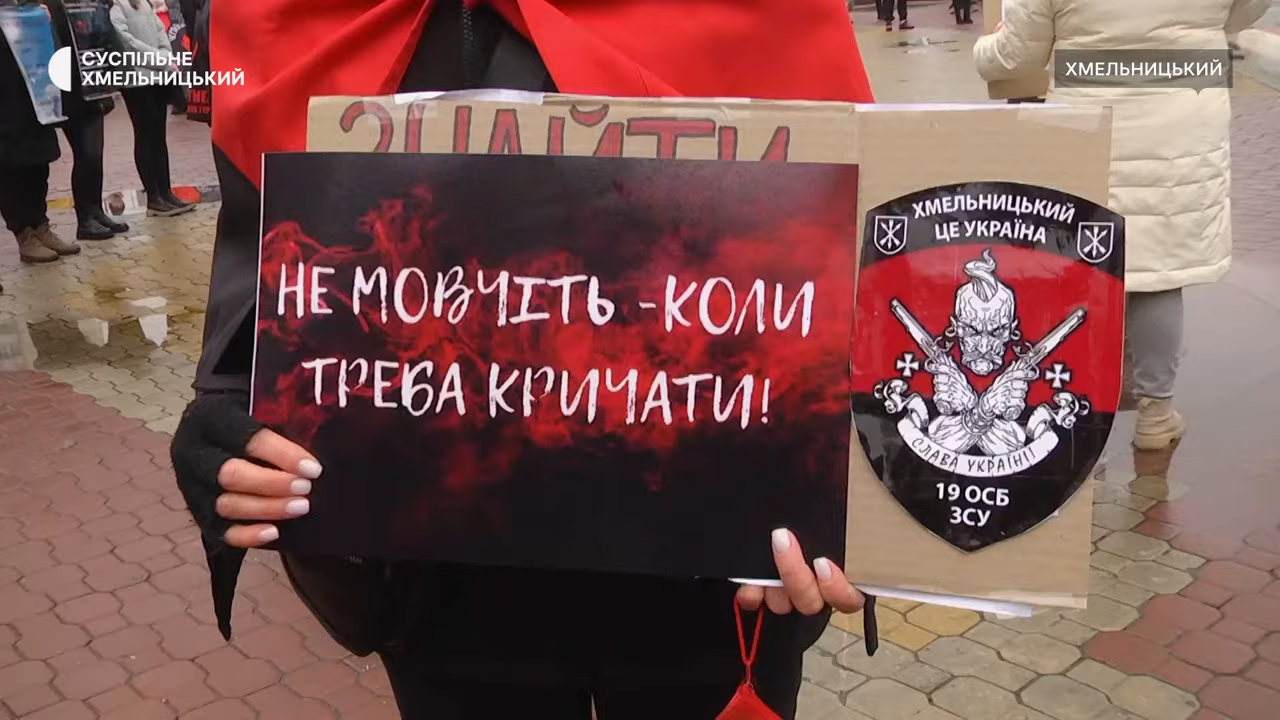 СУСПІЛЬНЕ
ХМЕЛЬНИЦЬКИЙ
ХМЕЛЬНИЦЬКИЙ
ЗНАЙТИ
НЕ МОВЧІТЬ - КОЛИ
ТРЕБА КРИЧАТИ!
ХМЕЛЬНИЦЬКИЙ
ЦЕ УКРАЇНА
СЛАВА УКРАЇНІ!
19 ОСБ
ЗСУ